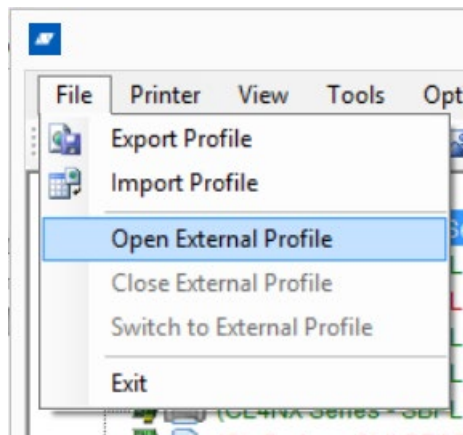 File Printer View Tools Opt
Export Profile
Import Profile
Open External Profile
Close External Profile
Switch to External Profile
Exit
(CL4NX Series - SBPL